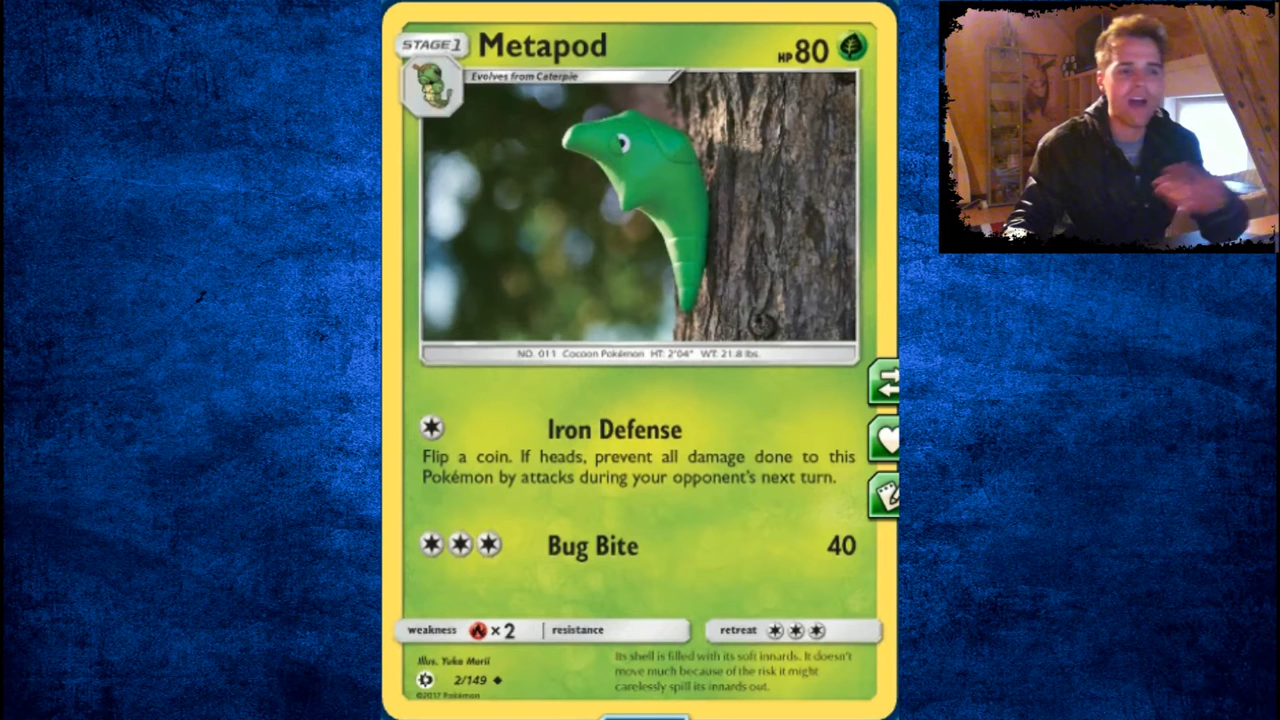 STAGE 1
Metapod
HP 80
Evolves from Caterpie
NO. 011 Cocoon Pokémon HT: 2'04" WT: 21.8 lbs.
Iron Defense
Flip a coin. If heads, prevent all damage done to this
Pokémon by attacks during your opponent's next turn.
Bug Bite 40
weakness ×2 resistance retreat
Illus. Yuka Morii
2/149
©2017 Pokémon
Its shell is filled with its soft innards. It doesn't
move much because of the risk it might
carelessly spill its innards out.